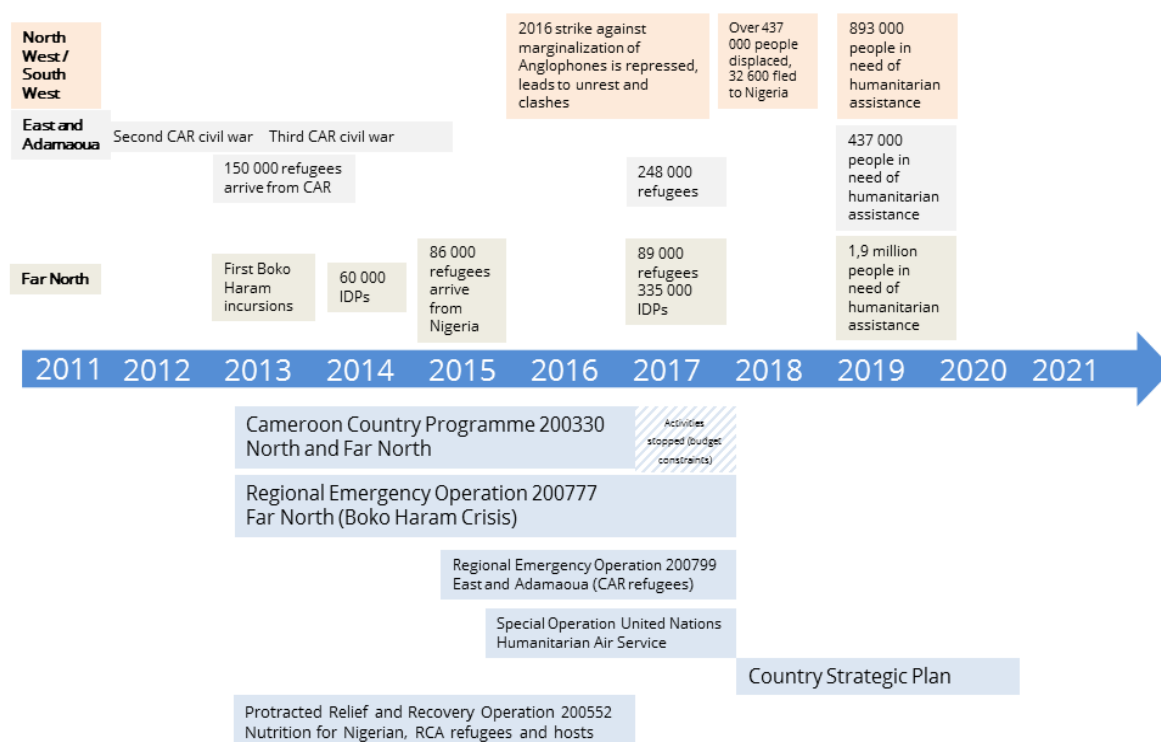 North
West /
South
West
2016 strike against
marginalization of
Anglophones is repressed,
leads to unrest and
clashes
Over 437
000 people
displaced,
32 600 fled
to Nigeria
893 000
people in
need of
humanitarian
assistance
East and
Adamaoua
Second CAR civil war
Third CAR civil war
150 000 refugees
arrive from CAR
248 000
refugees
437 000
people in
need of
humanitarian
assistance
Far North
First Boko
Haram
incursions
60 000
IDPs
86 000
refugees
arrive
from
Nigeria
89 000
refugees
335 000
IDPs
1,9 million
people in
need of
humanitarian
assistance
2011 2012 2013 2014 2015 2016 2017 2018 2019 2020 2021
Cameroon Country Programme 200330
North and Far North
Activities
stopped (budget
constraints)
Regional Emergency Operation 200777
Far North (Boko Haram Crisis)
Regional Emergency Operation 200799
East and Adamaoua (CAR refugees)
Special Operation United Nations
Humanitarian Air Service
Country Strategic Plan
Protracted Relief and Recovery Operation 200552
Nutrition for Nigerian, RCA refugees and hosts